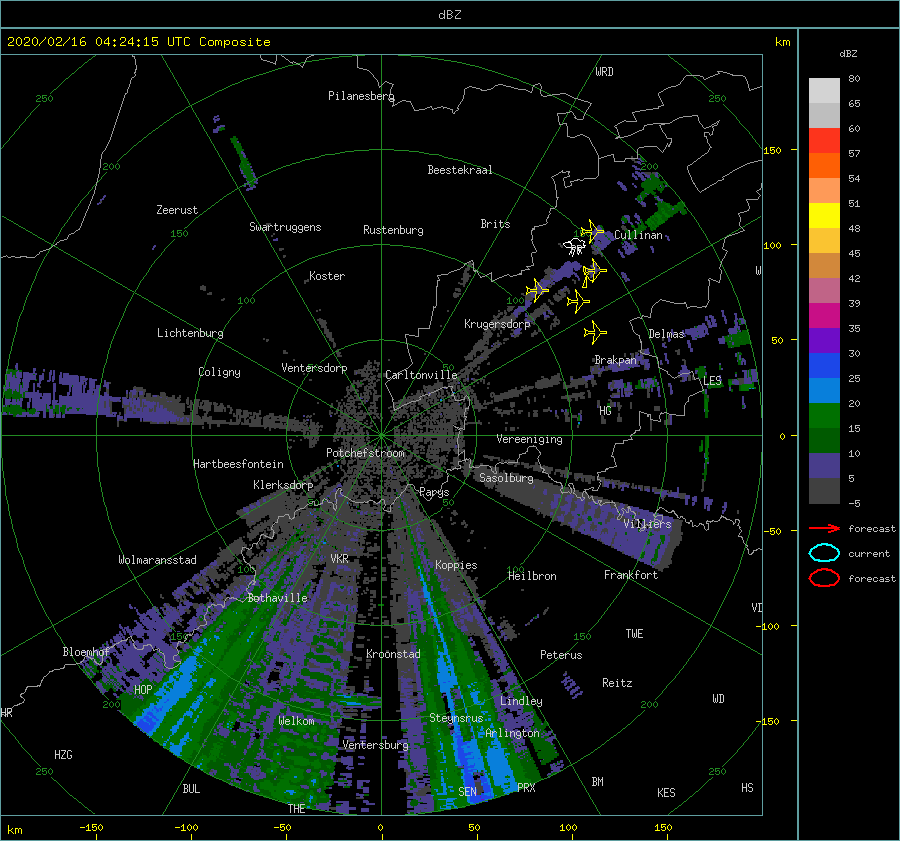 dBZ
2020/02/16 04:24:15 UTC Composite
km
dBZ
WRD
250
Pilanesberg
250
80
65
60
57
54
51
48
45
42
39
35
30
25
20
15
10
5
-5
150
200
Beestekraal
200
Zeerust
Swartruggens
Rustenburg
Brits
Cullinan
150
100
W
Koster
100
100
Krugersdorp
Lichtenburg
Delmas
50
Coligny
Ventersdorp
Carltonville
Brakpan
50
LES
HG
Vereeniging
0
Potchefstroom
Hartbeesfontein
Klerksdorp
Parys
Sasolburg
50
50
forecast
Villiers
-50
current
Wolmaransstad
VKR
Koppies
100
100
Heilbron
Frankfort
forecast
Bothaville
VD
-100
150
150
TWE
Bloemhof
Kroonstad
Peterus
HOP
Reitz
200
Lindley
200
WD
HR
Welkom
Steynsrus
-150
Arlington
HZG
Ventersburg
250
250
BUL
SEN
PRX
BM
KES
HS
THE
km
-150
-100
-50
0
50
100
150